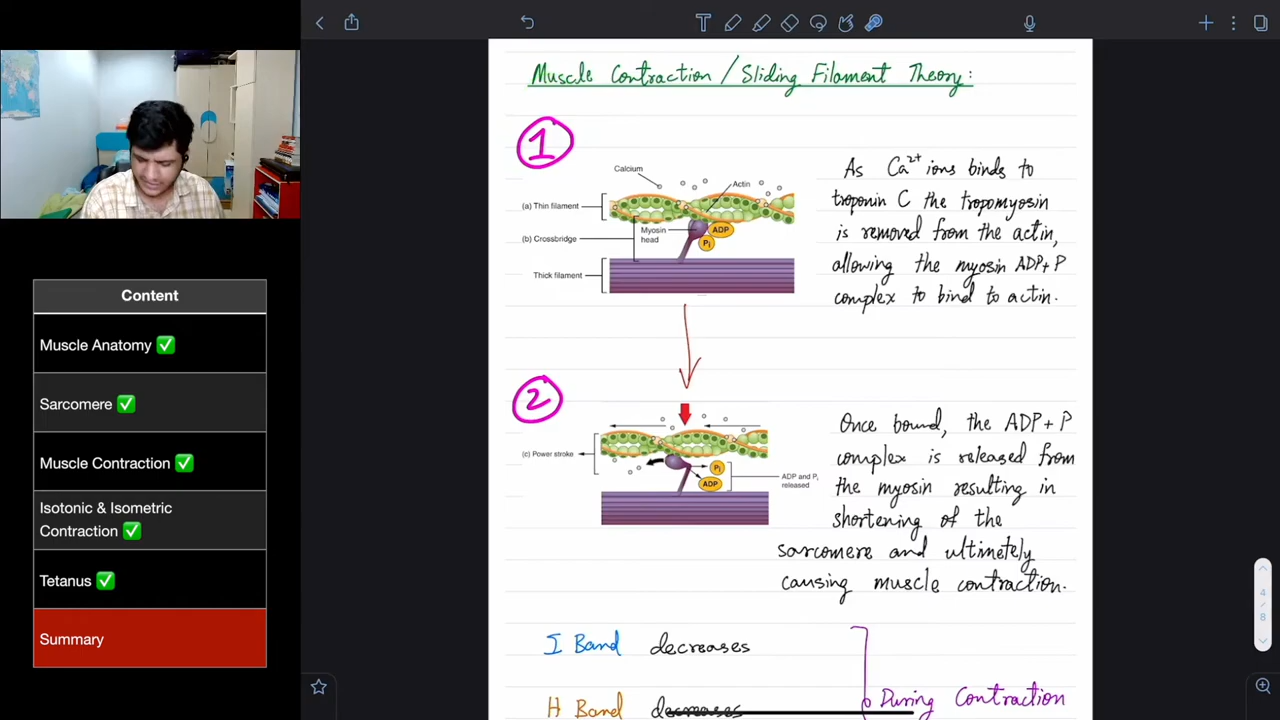 Content
Muscle Anatomy ✅
Sarcomere ✅
Muscle Contraction ✅
Isotonic & Isometric
Contraction ✅
Tetanus ✅
Summary
Muscle Contraction / Sliding Filament Theory:
1
Calcium
Actin
(a) Thin filament
Myosin
head
ADP
Pi
(b) Crossbridge
Thick filament
As Ca2+ ions binds to
troponin C the tropomyosin
is removed from the actin,
allowing the myosin ADP+P
complex to bind to actin.
2
(c) Power stroke
Pi
ADP
ADP and Pi
released
Once bound, the ADP + P
complex is released from
the myosin resulting in
shortening of the
sarcomere and ultimately
causing muscle contraction.
I Band decreases
H Band decreases
During Contraction
4
/
8